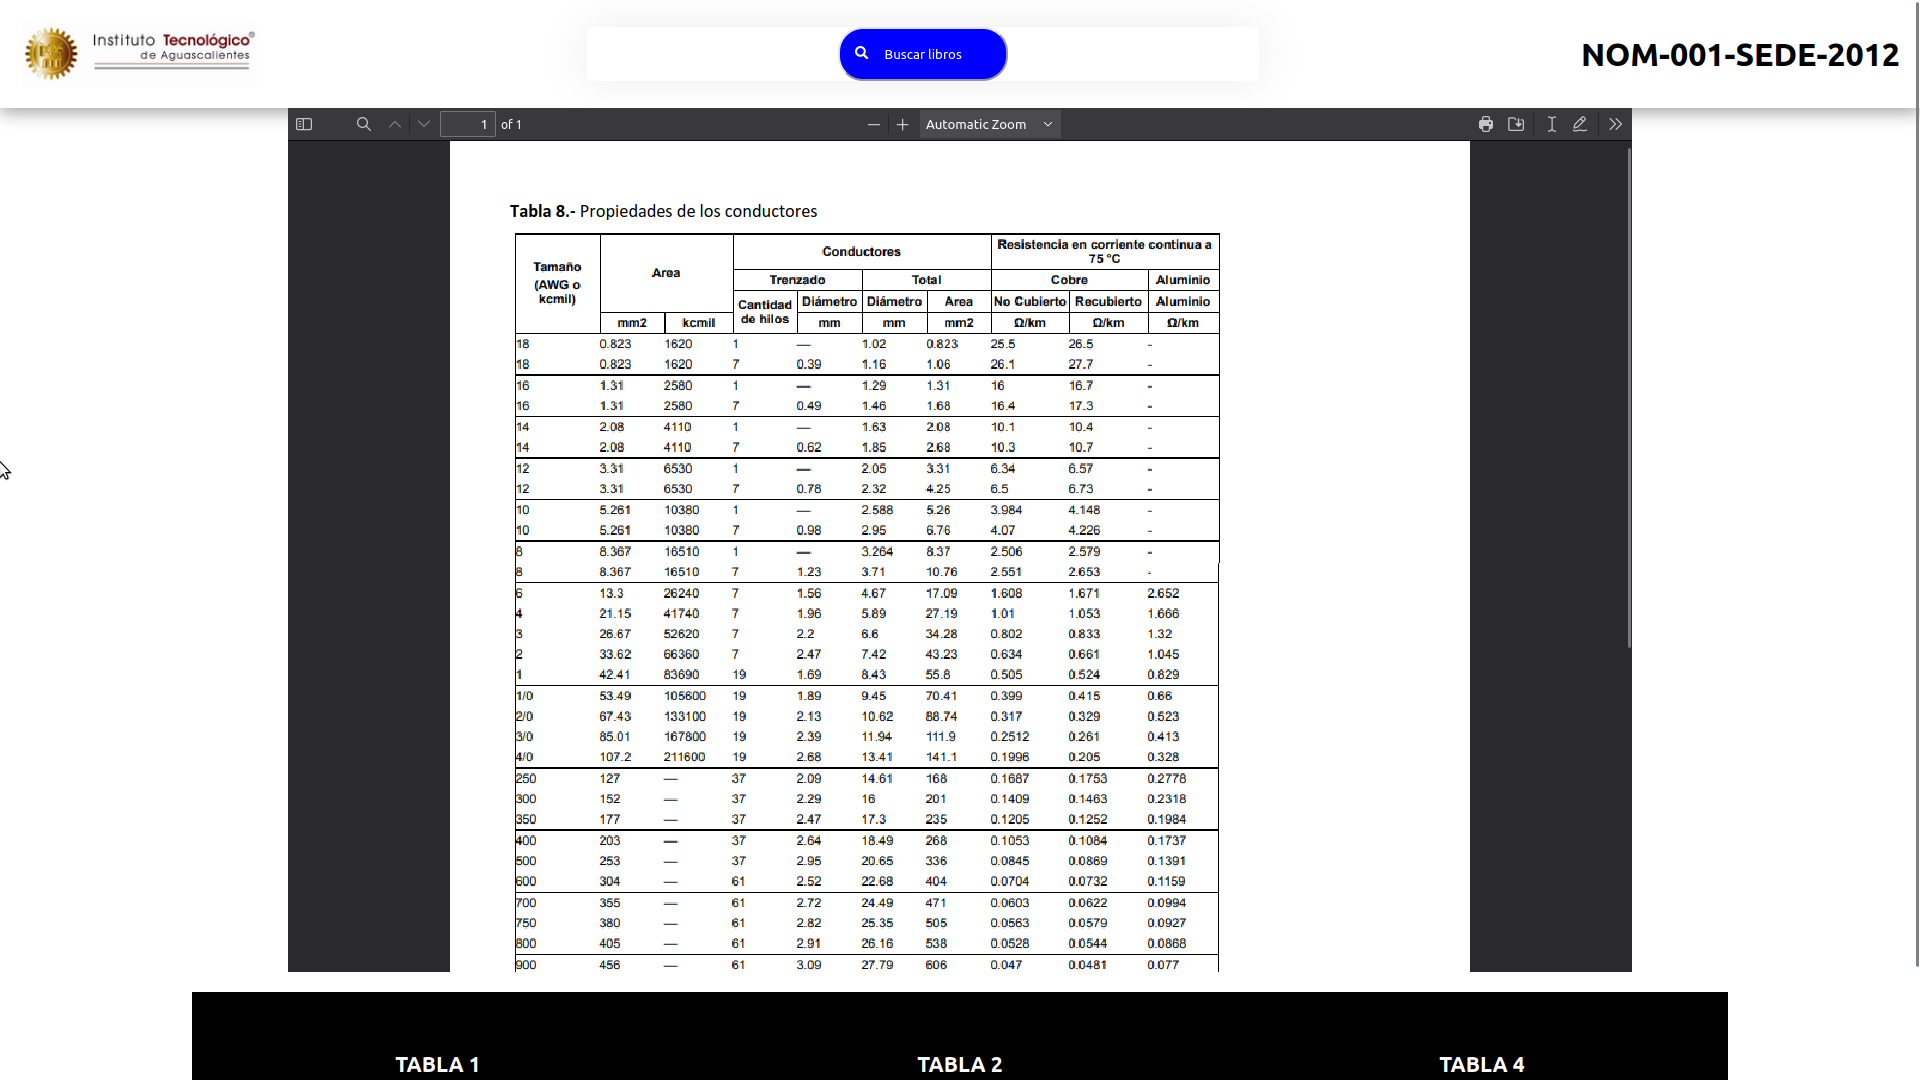 Instituto Tecnológico®
de Aguascalientes
Buscar libros
NOM-001-SEDE-2012
1 of 1
Automatic Zoom
Tabla 8.- Propiedades de los conductores
Tamaño (AWG o kcmil) Area Conductores Resistencia en corriente continua a 75 °C
Trenzado Total Cobre Aluminio
Cantidad de hilos Diámetro Diámetro Area No Cubierto Recubierto Aluminio
mm2 kcmil mm mm mm2 Ω/km Ω/km Ω/km
18 0.823 1620 1 — 1.02 0.823 25.5 26.5 -
18 0.823 1620 7 0.39 1.16 1.06 26.1 27.7 -
16 1.31 2580 1 — 1.29 1.31 16 16.7 -
16 1.31 2580 7 0.49 1.46 1.68 16.4 17.3 -
14 2.08 4110 1 — 1.63 2.08 10.1 10.4 -
14 2.08 4110 7 0.62 1.85 2.68 10.3 10.7 -
12 3.31 6530 1 — 2.05 3.31 6.34 6.57 -
12 3.31 6530 7 0.78 2.32 4.25 6.5 6.73 -
10 5.261 10380 1 — 2.588 5.26 3.984 4.148 -
10 5.261 10380 7 0.98 2.95 6.76 4.07 4.226 -
8 8.367 16510 1 — 3.264 8.37 2.506 2.579 -
8 8.367 16510 7 1.23 3.71 10.76 2.551 2.653 -
6 13.3 26240 7 1.56 4.67 17.09 1.608 1.671 2.652
4 21.15 41740 7 1.96 5.89 27.19 1.01 1.053 1.666
3 26.67 52620 7 2.2 6.6 34.28 0.802 0.833 1.32
2 33.62 66360 7 2.47 7.42 43.23 0.634 0.661 1.045
1 42.41 83690 19 1.69 8.43 55.8 0.505 0.524 0.829
1/0 53.49 105600 19 1.89 9.45 70.41 0.399 0.415 0.66
2/0 67.43 133100 19 2.13 10.62 88.74 0.317 0.329 0.523
3/0 85.01 167800 19 2.39 11.94 111.9 0.2512 0.261 0.413
4/0 107.2 211600 19 2.68 13.41 141.1 0.1996 0.205 0.328
250 127 — 37 2.09 14.61 168 0.1687 0.1753 0.2778
300 152 — 37 2.29 16 201 0.1409 0.1463 0.2318
350 177 — 37 2.47 17.3 235 0.1205 0.1252 0.1984
400 203 — 37 2.64 18.49 268 0.1053 0.1084 0.1737
500 253 — 37 2.95 20.65 336 0.0845 0.0869 0.1391
600 304 — 61 2.52 22.68 404 0.0704 0.0732 0.1159
700 355 — 61 2.72 24.49 471 0.0603 0.0622 0.0994
750 380 — 61 2.82 25.35 505 0.0563 0.0579 0.0927
800 405 — 61 2.91 26.16 538 0.0528 0.0544 0.0868
900 456 — 61 3.09 27.79 606 0.047 0.0481 0.077
TABLA 1
TABLA 2
TABLA 4